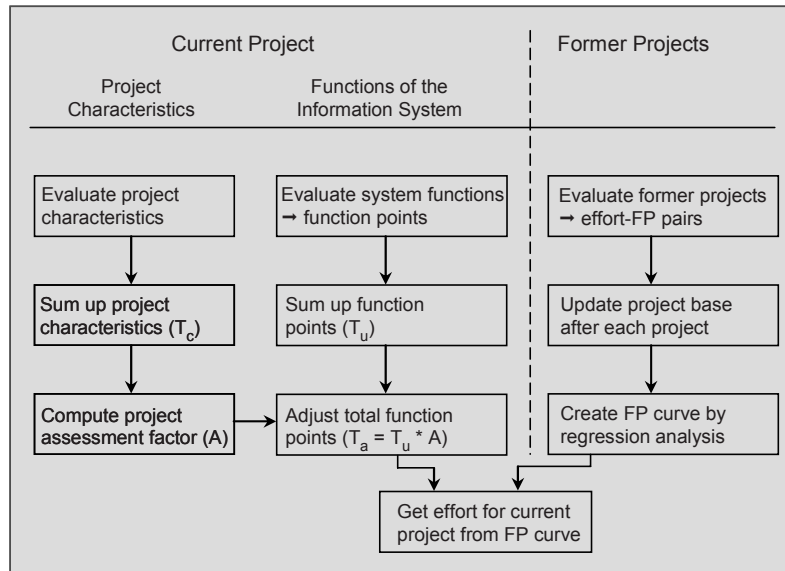 Current Project
Former Projects
Project
Characteristics
Functions of the
Information System
Evaluate project
characteristics
Evaluate system functions
→ function points
Evaluate former projects
→ effort-FP pairs
Sum up project
characteristics (Tc)
Sum up function
points (Tu)
Update project base
after each project
Compute project
assessment factor (A)
Adjust total function
points (Ta = Tu * A)
Create FP curve by
regression analysis
Get effort for current
project from FP curve